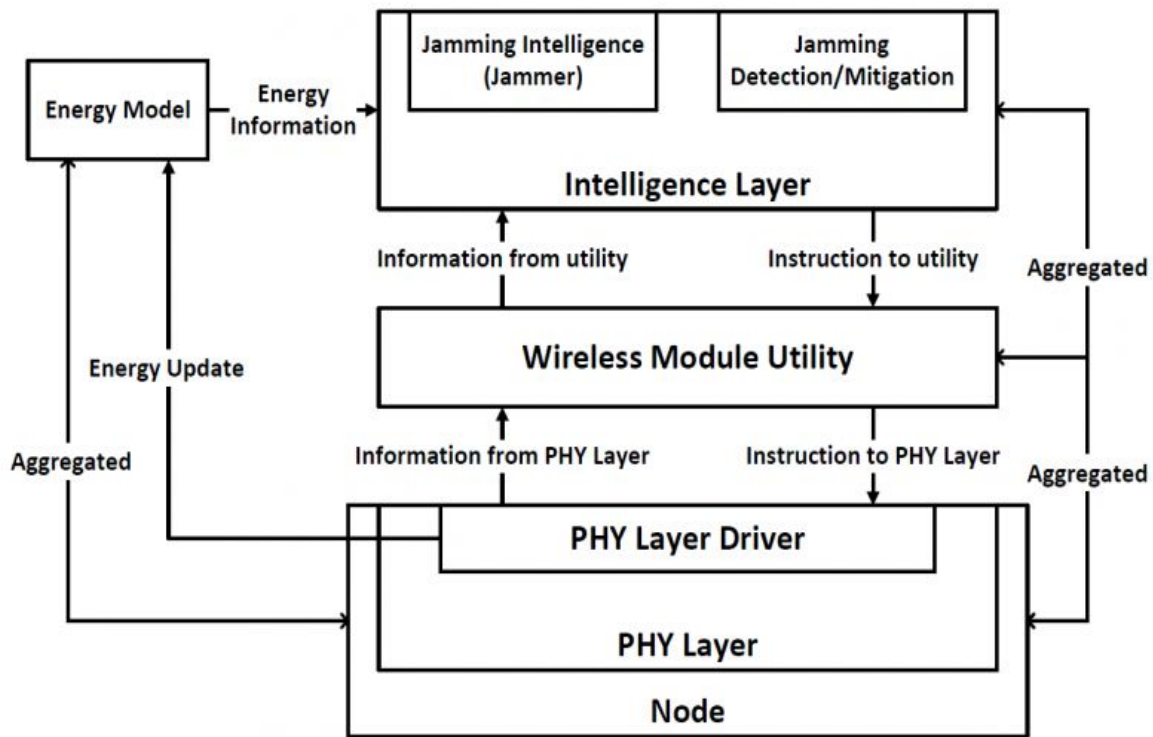 Jamming Intelligence
(Jammer)
Jamming
Detection/Mitigation
Energy Model
Energy
Information
Intelligence Layer
Information from utility
Instruction to utility
Aggregated
Wireless Module Utility
Energy Update
Information from PHY Layer
Instruction to PHY Layer
Aggregated
Aggregated
PHY Layer Driver
PHY Layer
Node